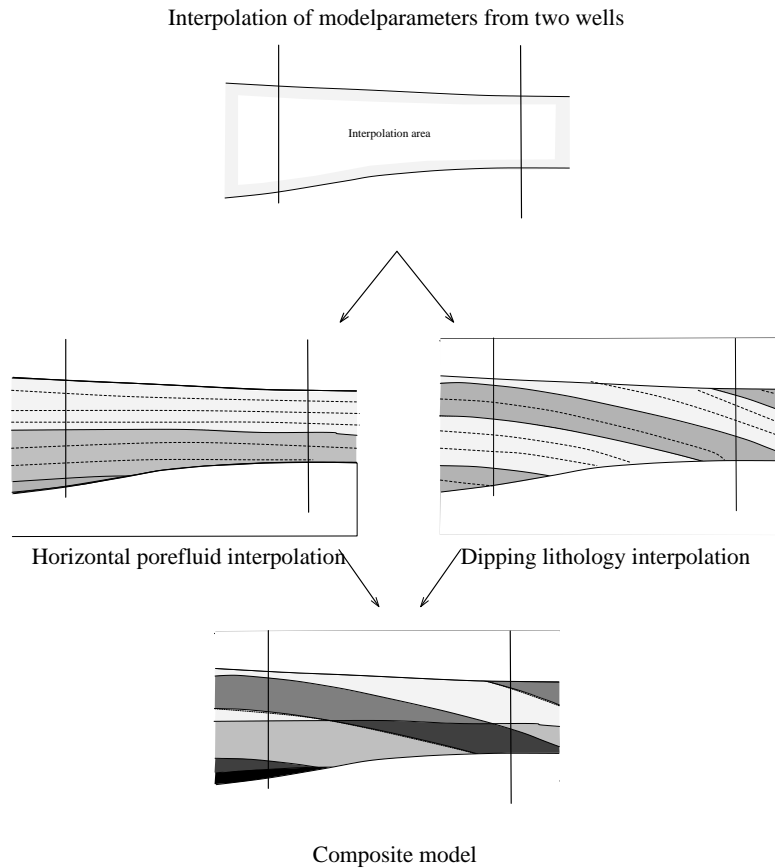 Interpolation of modelparameters from two wells
Interpolation area
Horizontal porefluid interpolation
Dipping lithology interpolation
Composite model